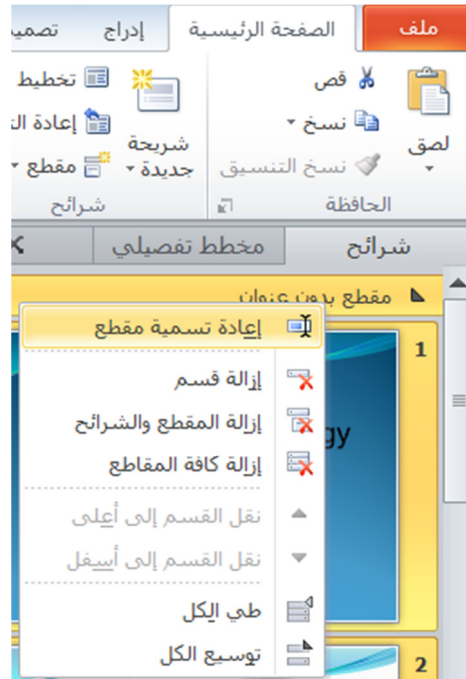 ملف الصفحة الرئيسية إدراج
لصق
قص
نسخ
نسخ التنسيق
الحافظة
شريحة
جديدة
تخطيط
إعادة
مقطع
شرائح
شرائح مخطط تفصيلي
مقطع بدون عنوان
إعادة تسمية مقطع
إزالة قسم
إزالة المقطع والشرائح
إزالة كافة المقاطع
نقل القسم إلى أعلى
نقل القسم إلى أسفل
طي الكل
توسيع الكل
1
gy
2